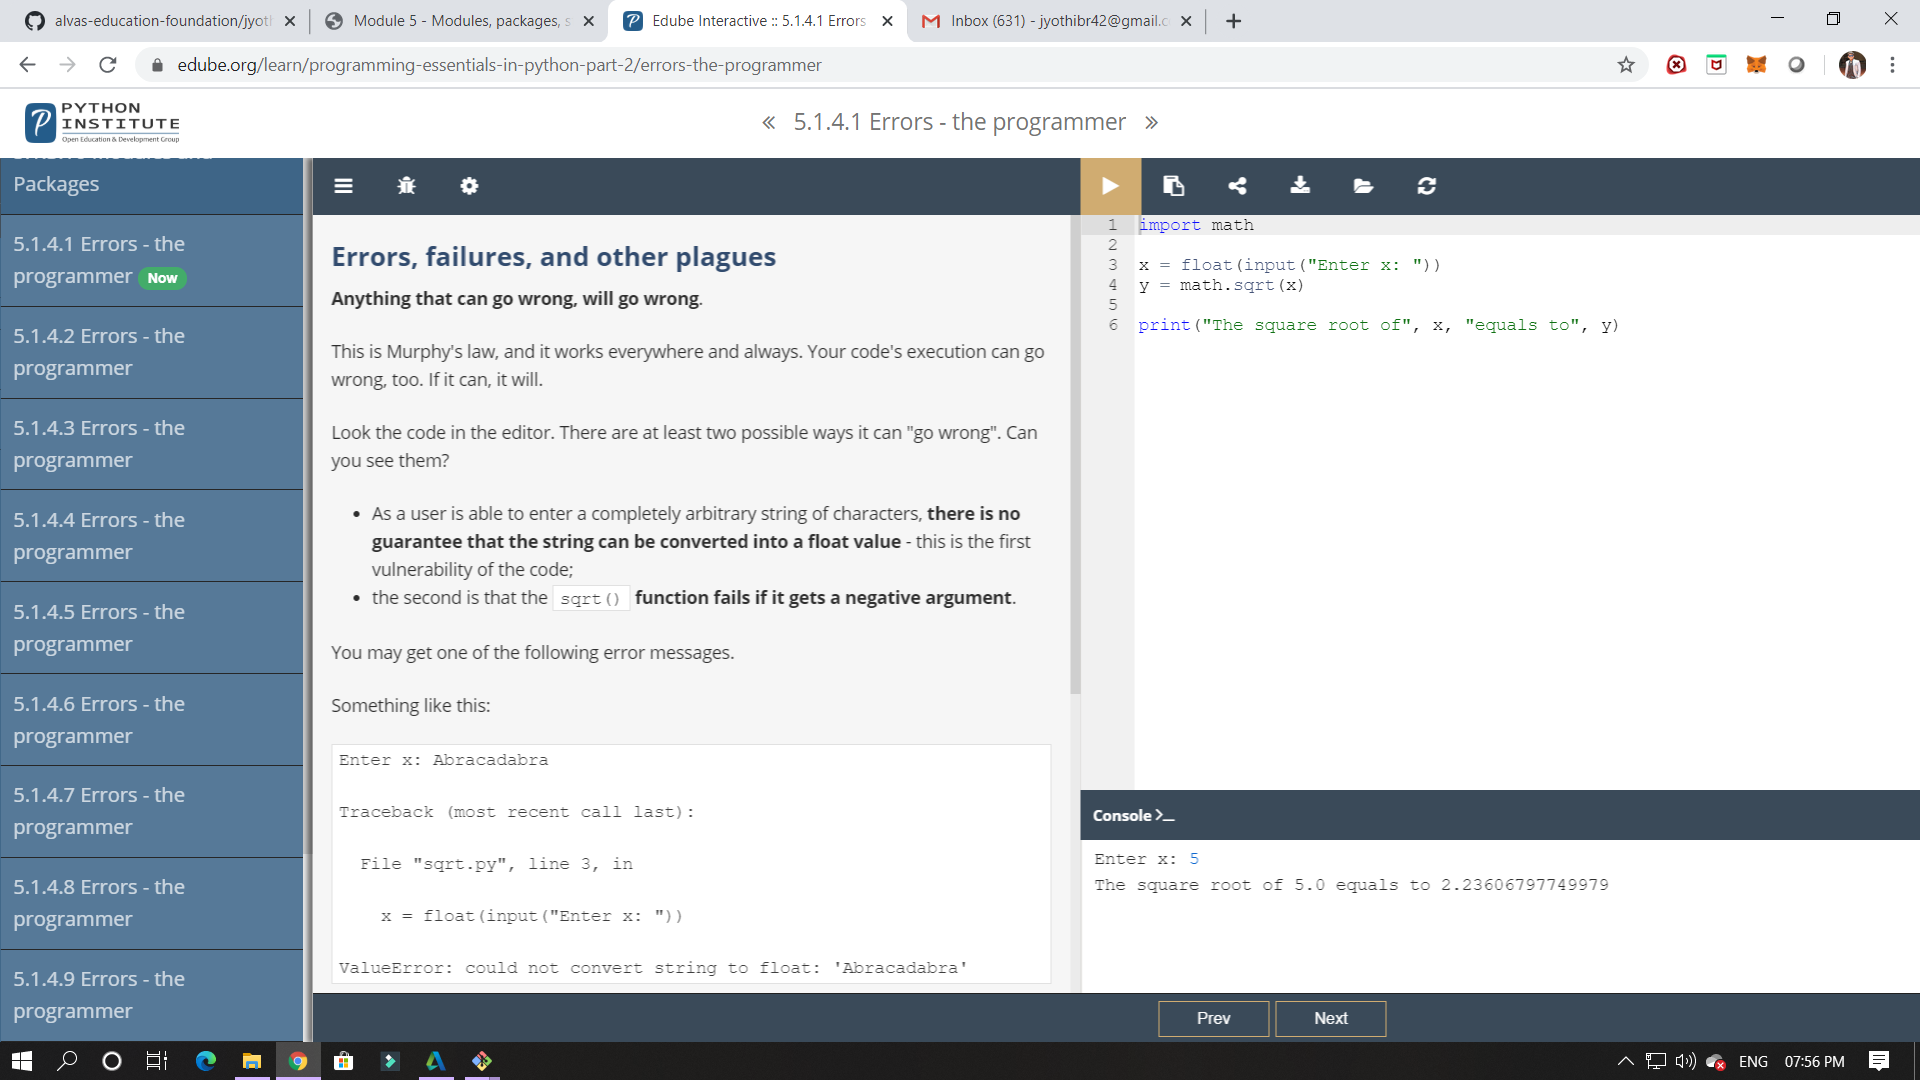 alvas-education-foundation/jyoth
Module 5 - Modules, packages, s
Edube Interactive :: 5.1.4.1 Errors
Inbox (631) - jyothibr42@gmail.c
edube.org/learn/programming-essentials-in-python-part-2/errors-the-programmer
PYTHON
INSTITUTE
Open Education & Development Group
« 5.1.4.1 Errors - the programmer »
Packages
5.1.4.1 Errors - the
programmer Now
5.1.4.2 Errors - the
programmer
5.1.4.3 Errors - the
programmer
5.1.4.4 Errors - the
programmer
5.1.4.5 Errors - the
programmer
5.1.4.6 Errors - the
programmer
5.1.4.7 Errors - the
programmer
5.1.4.8 Errors - the
programmer
5.1.4.9 Errors - the
programmer
Errors, failures, and other plagues
Anything that can go wrong, will go wrong.
This is Murphy's law, and it works everywhere and always. Your code's execution can go
wrong, too. If it can, it will.
Look the code in the editor. There are at least two possible ways it can "go wrong". Can
you see them?
• As a user is able to enter a completely arbitrary string of characters, there is no
guarantee that the string can be converted into a float value - this is the first
vulnerability of the code;
• the second is that the sqrt() function fails if it gets a negative argument.
You may get one of the following error messages.
Something like this:
Enter x: Abracadabra
Traceback (most recent call last):
File "sqrt.py", line 3, in
x = float(input("Enter x: "))
ValueError: could not convert string to float: 'Abracadabra'
1 import math
2
3 x = float(input("Enter x: "))
4 y = math.sqrt(x)
5
6 print("The square root of", x, "equals to", y)
Console >_
Enter x: 5
The square root of 5.0 equals to 2.23606797749979
Prev
Next
ENG
07:56 PM